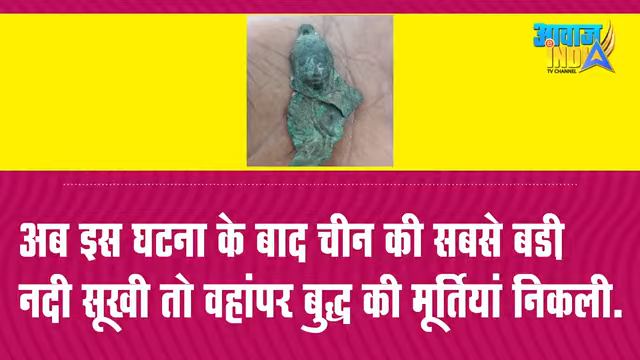 आवाज
INDIA
TV CHANNEL
अब इस घटना के बाद चीन की सबसे बडी़
नदी सूखी तो वहांपर बुद्ध की मूर्तियां निकली.